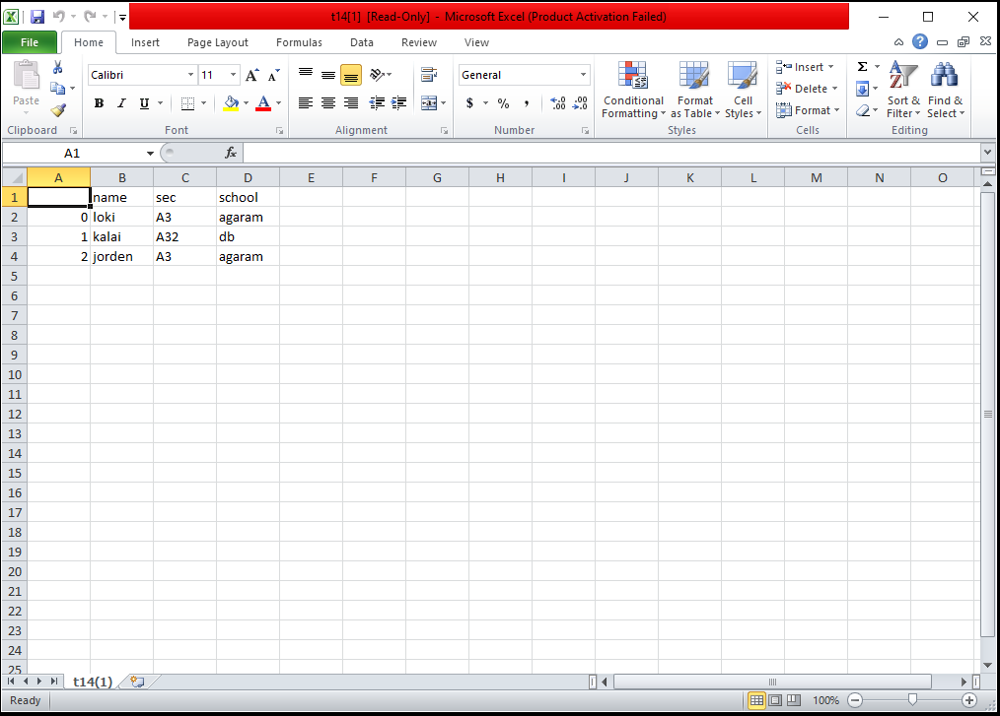 t14[1] [Read-Only] - Microsoft Excel (Product Activation Failed)
File Home Insert Page Layout Formulas Data Review View
Paste
Calibri 11
General
Conditional Formatting
Format as Table
Cell Styles
Insert
Delete
Format
Sort & Filter
Find & Select
B I U
$ % ,
Clipboard Font Alignment Number Styles Cells Editing
A1 fx
A B C D E F G H I J K L M N O
1 name sec school
2 0 loki A3 agaram
3 1 kalai A32 db
4 2 jorden A3 agaram
5
6
7
8
9
10
11
12
13
14
15
16
17
18
19
20
21
22
23
24
25
t14(1)
Ready 100%